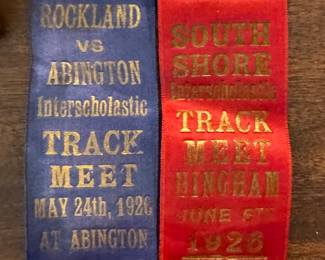 ROCKLAND
VS
ABINGTON
Interscholastic
TRACK
MEET
MAY 24th, 1926
AT ABINGTON
SOUTH
SHORE
Interscholastic
TRACK
MEET
HINGHAM
JUNE 5TH
1926